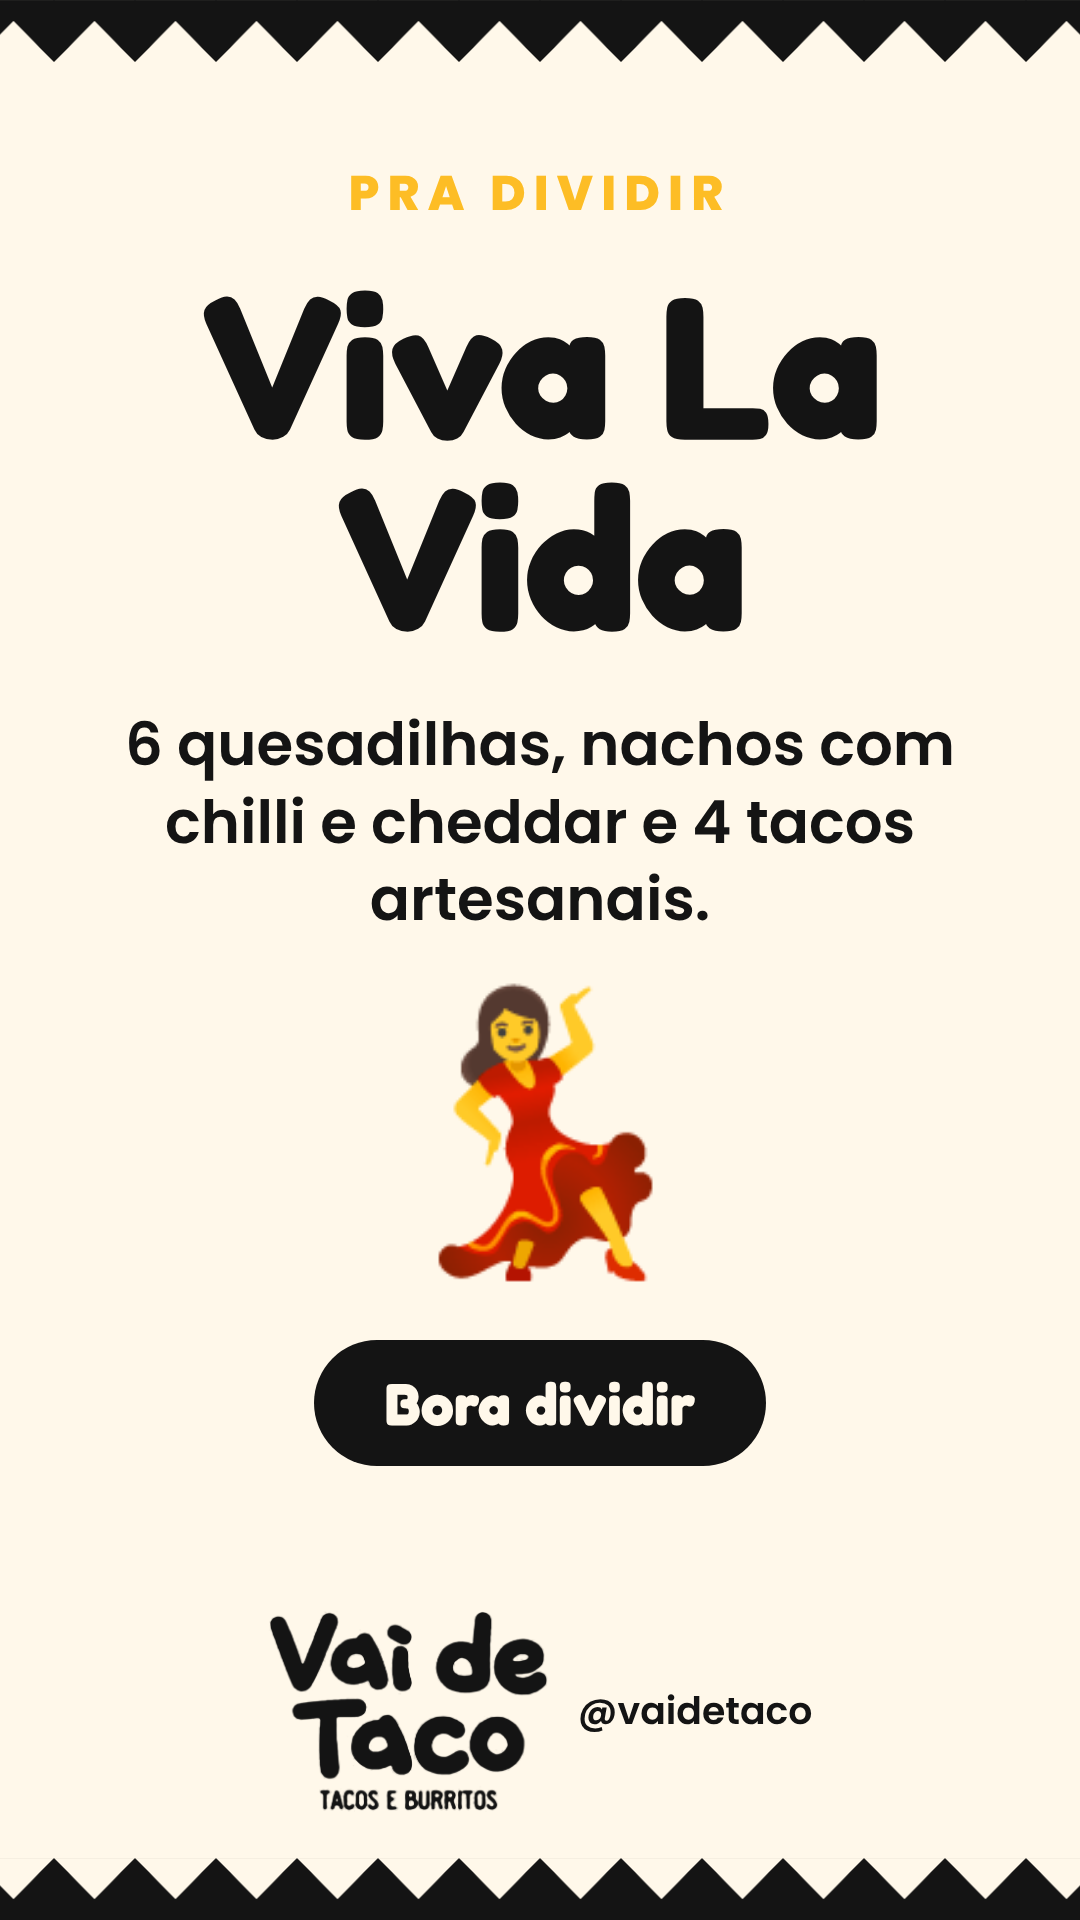 PRA DIVIDIR
Viva La
Vida
6 quesadilhas, nachos com
chilli e cheddar e 4 tacos
artesanais.
Bora dividir
Vai de
Taco
TACOS E BURRITOS
@vaidetaco